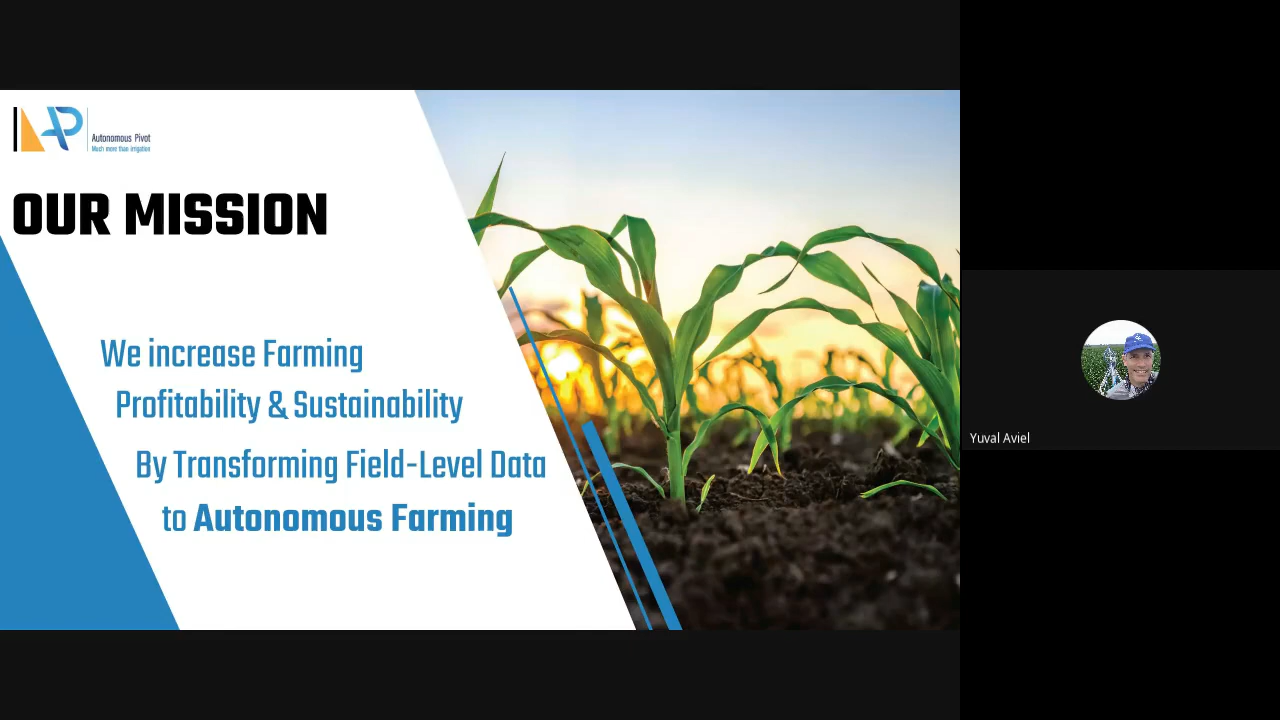 Autonomous Pivot
Much more than irrigation
OUR MISSION
We increase Farming
Profitability & Sustainability
By Transforming Field-Level Data
to Autonomous Farming
Yuval Aviel